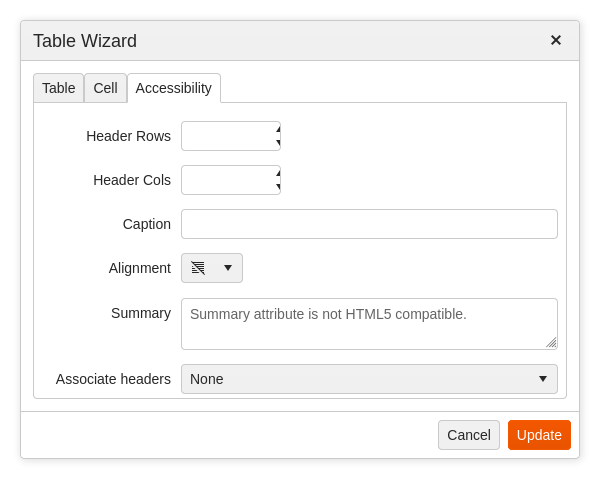 Table Wizard
Table Cell Accessibility
Header Rows
Header Cols
Caption
Alignment
Summary Summary attribute is not HTML5 compatible.
Associate headers None
Cancel Update